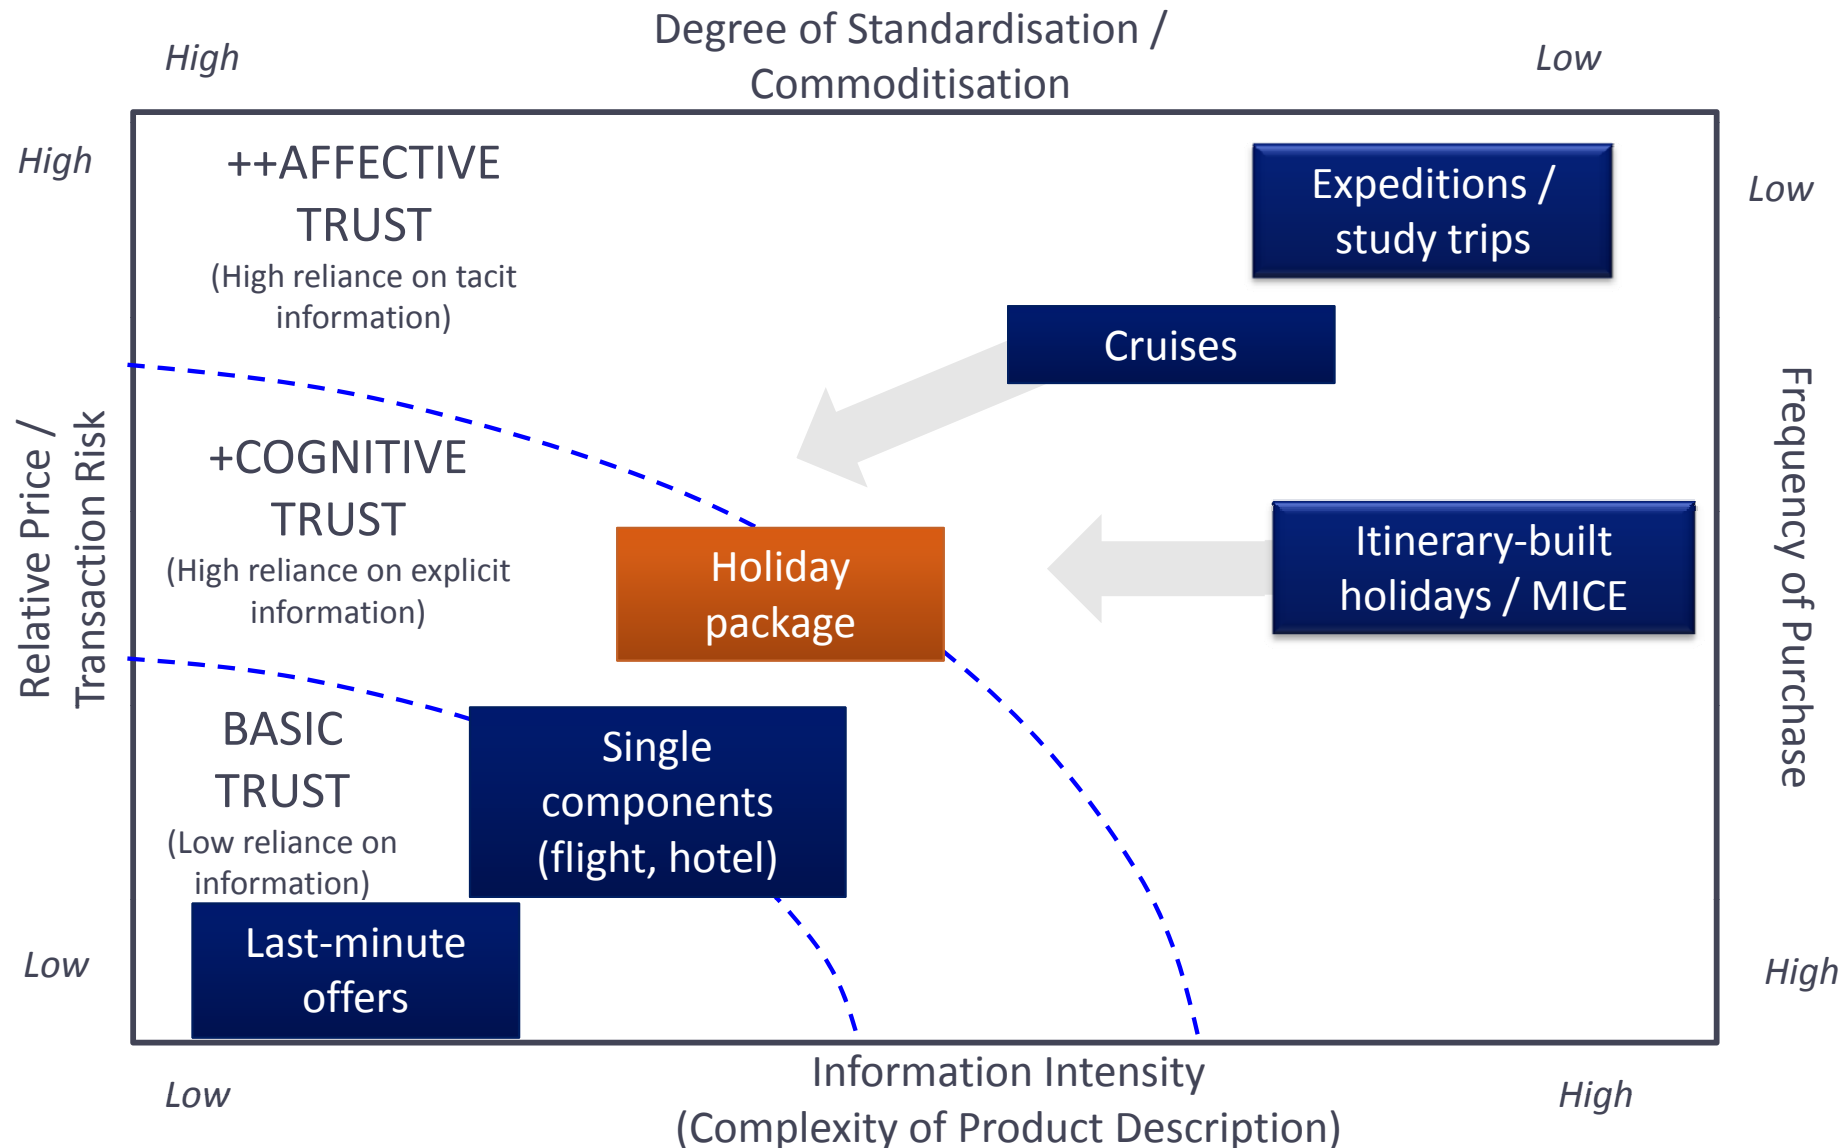 Degree of Standardisation /
Commoditisation
High
Low
High
Low
++AFFECTIVE
TRUST
(High reliance on tacit
information)
Expeditions /
study trips
Cruises
Relative Price /
Transaction Risk
+COGNITIVE
TRUST
(High reliance on explicit
information)
Holiday
package
Itinerary-built
holidays / MICE
Frequency of Purchase
BASIC
TRUST
(Low reliance on
information)
Single
components
(flight, hotel)
Last-minute
offers
Low
High
Low
High
Information Intensity
(Complexity of Product Description)